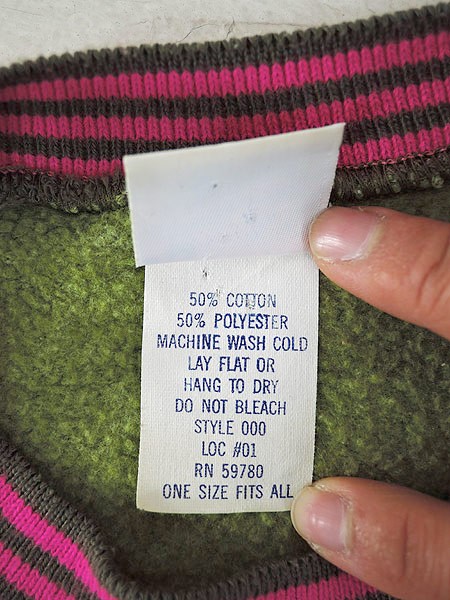 50% COTTON
50% POLYESTER
MACHINE WASH COLD
LAY FLAT OR
HANG TO DRY
DO NOT BLEACH
STYLE 000
LOC #01
RN 59780
ONE SIZE FITS ALL